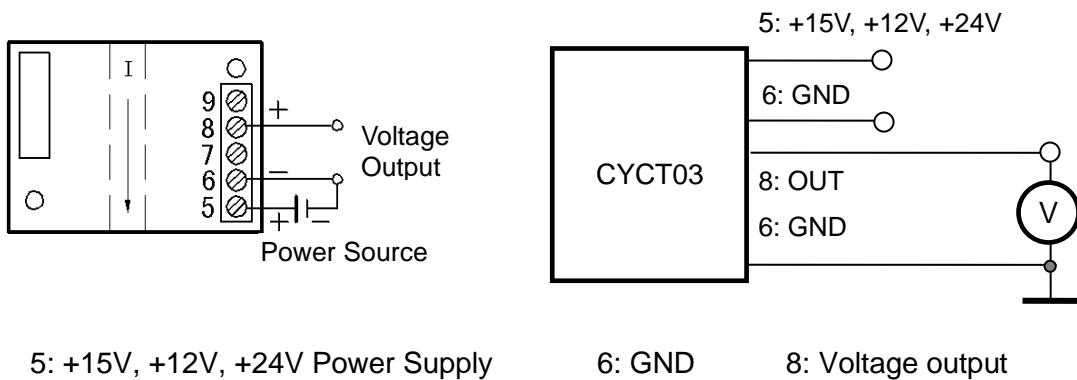 I
9
8
7
6
5
+
−
+
−
Voltage
Output
Power Source
5: +15V, +12V, +24V
6: GND
CYCT03
8: OUT
6: GND
V
5: +15V, +12V, +24V Power Supply 6: GND 8: Voltage output